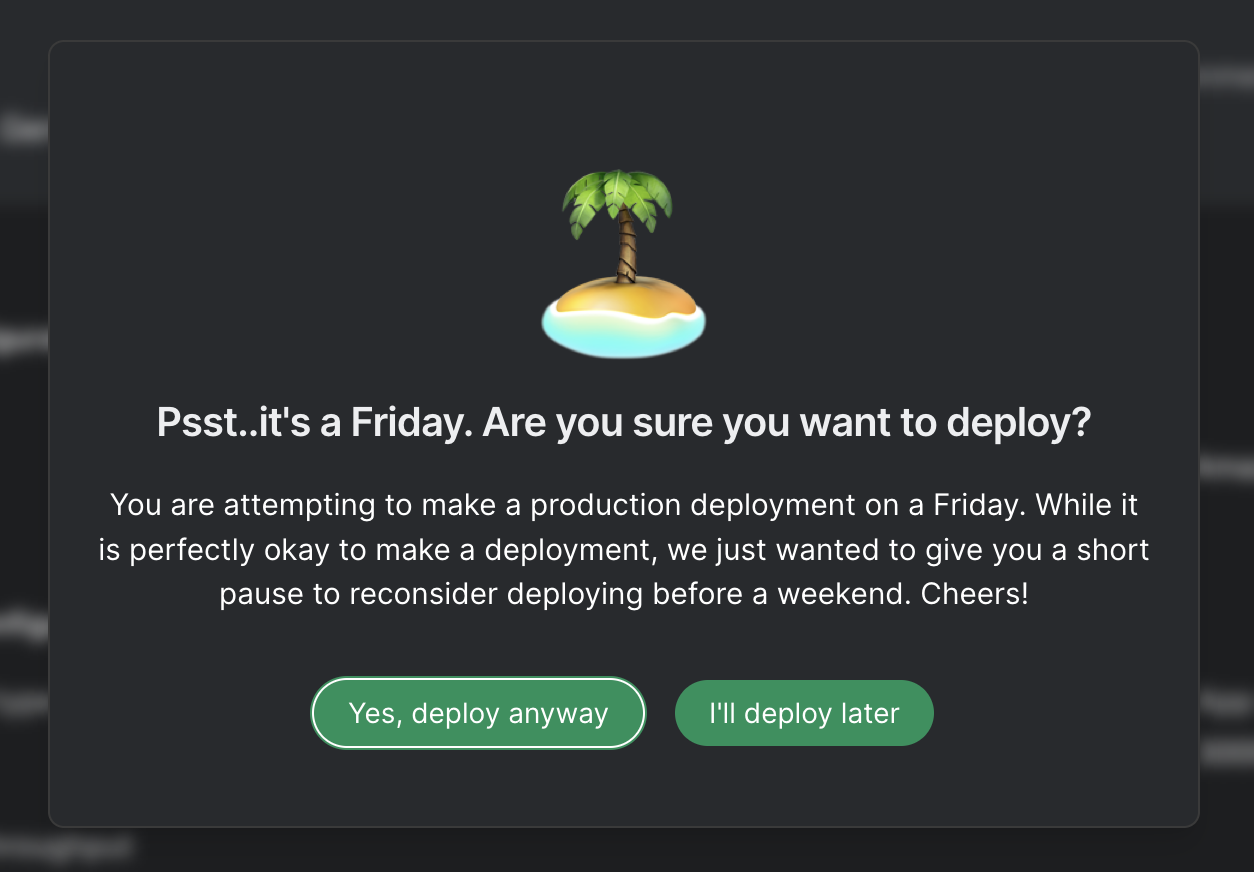 Psst..it's a Friday. Are you sure you want to deploy?
You are attempting to make a production deployment on a Friday. While it
is perfectly okay to make a deployment, we just wanted to give you a short
pause to reconsider deploying before a weekend. Cheers!
Yes, deploy anyway
I'll deploy later